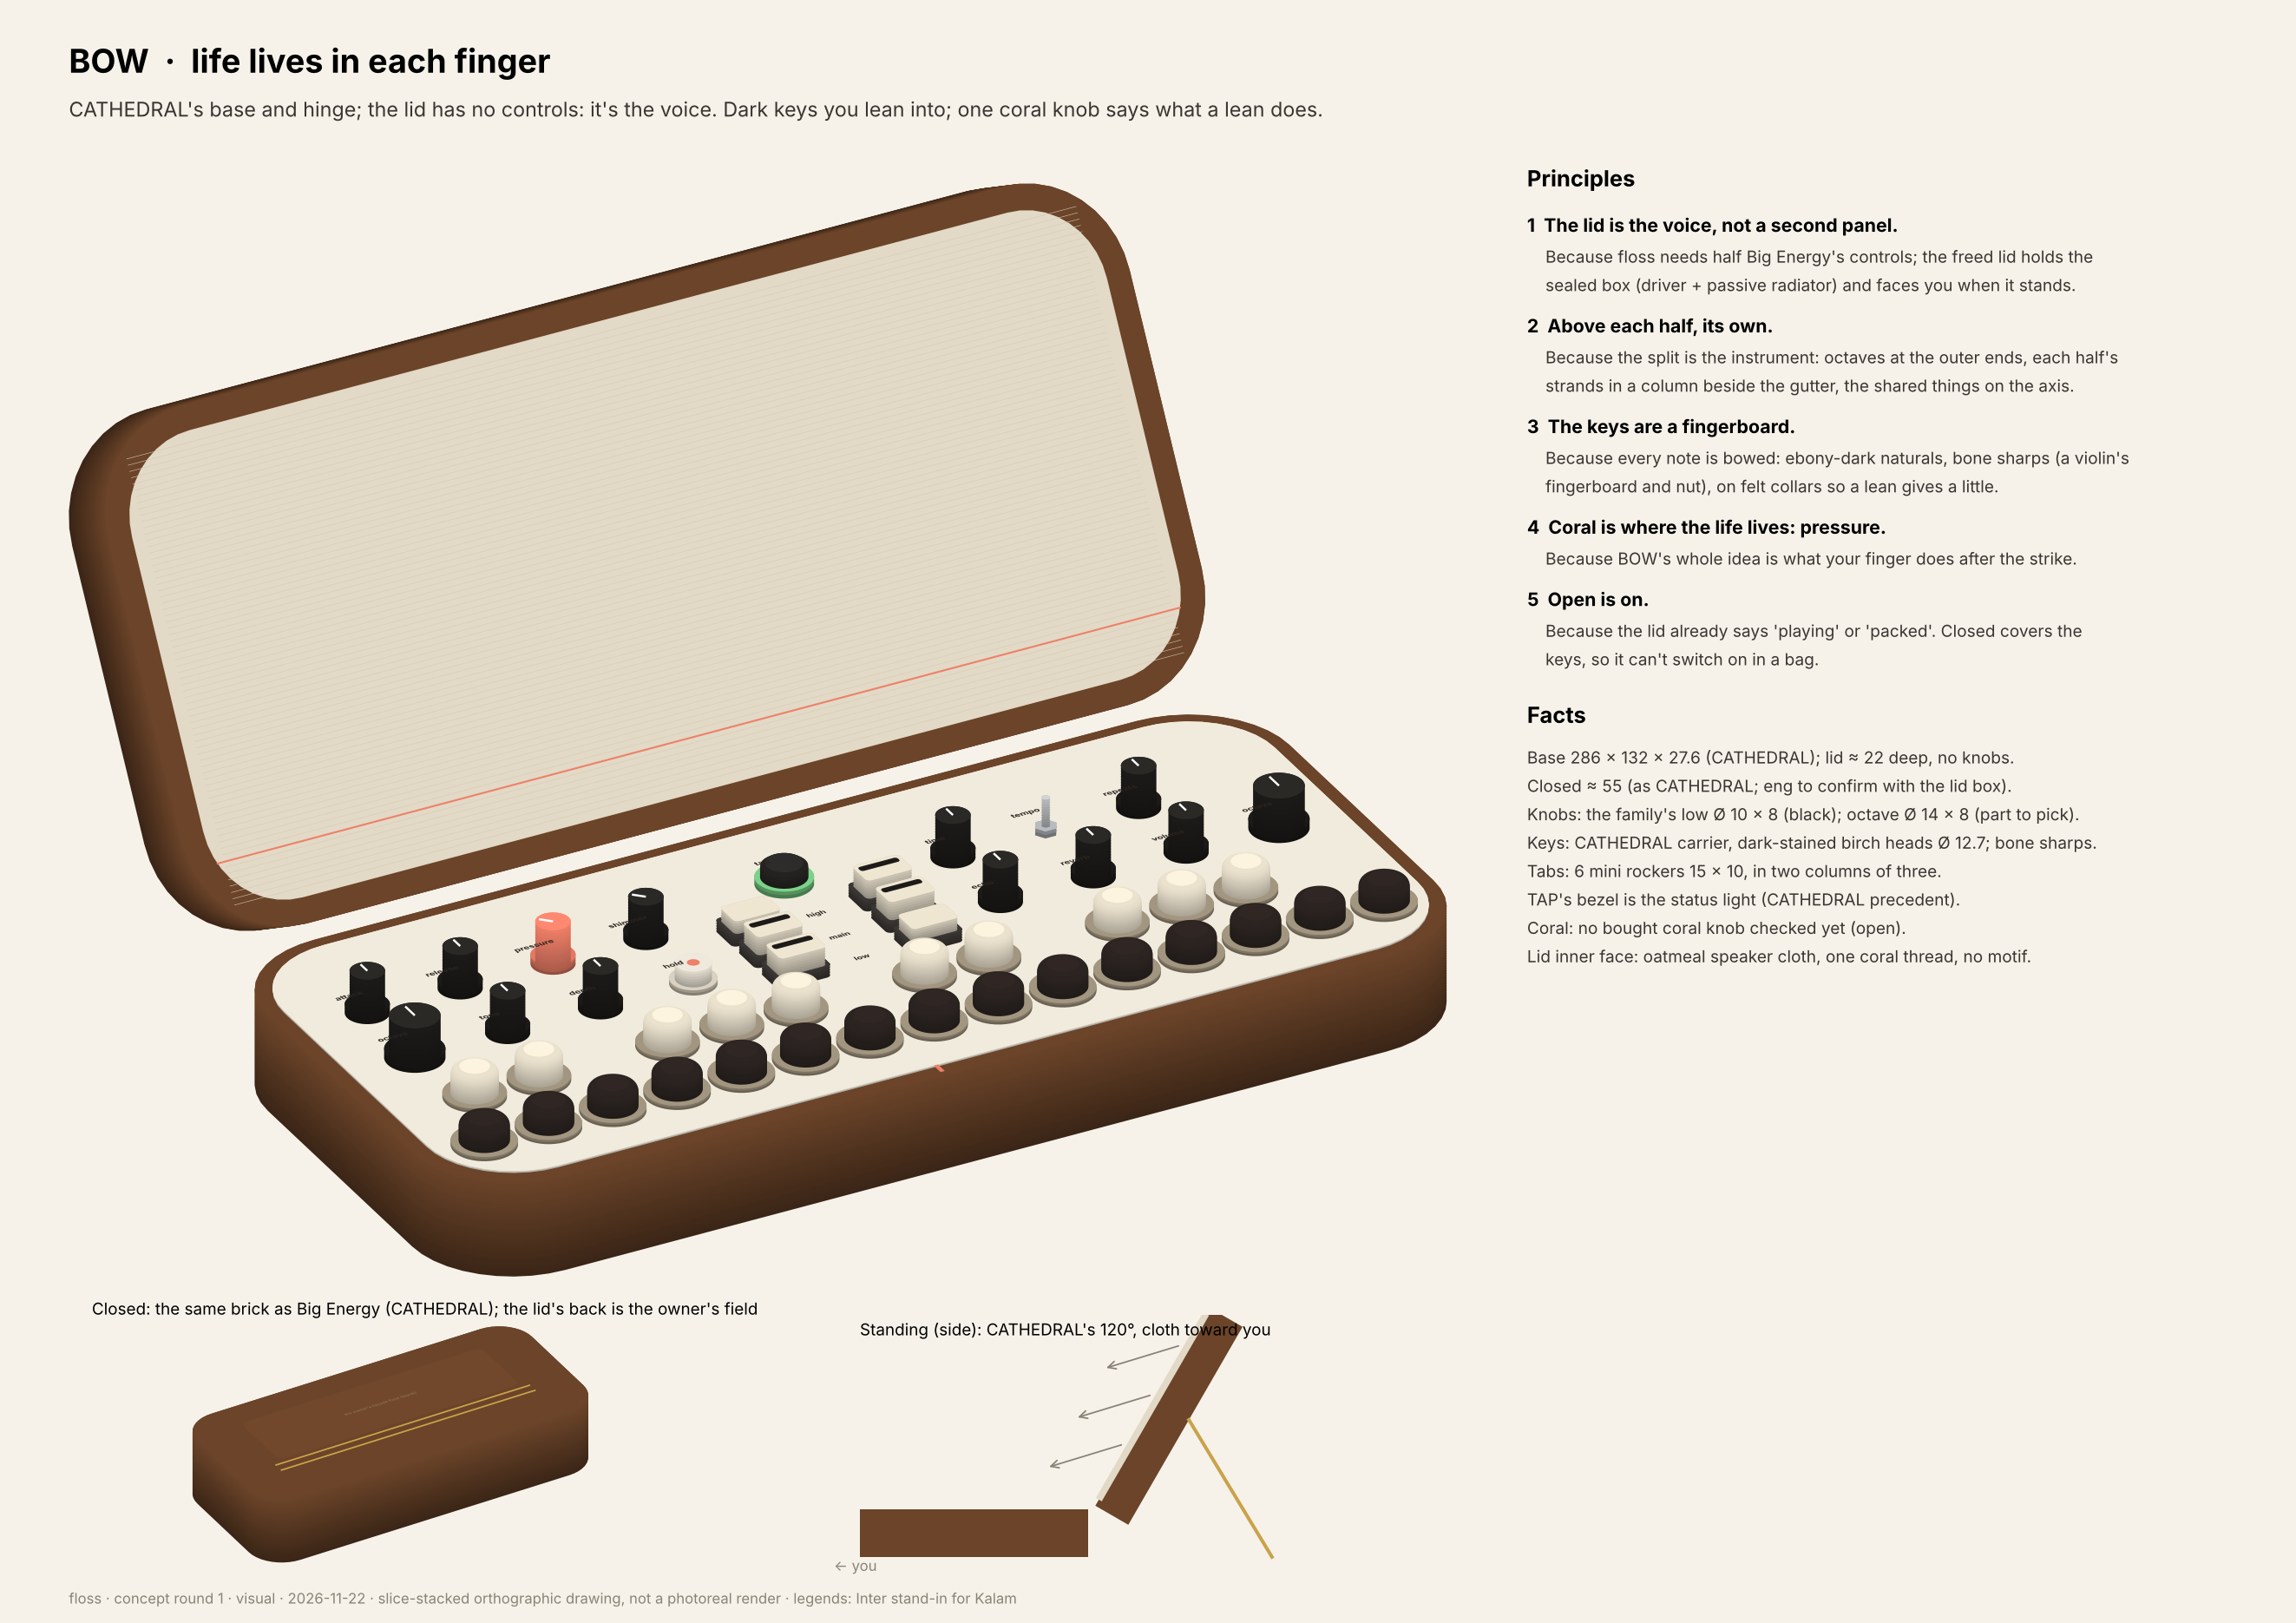 BOW · life lives in each finger
CATHEDRAL's base and hinge; the lid has no controls: it's the voice. Dark keys you lean into; one coral knob says what a lean does.
Principles
1 The lid is the voice, not a second panel.
Because floss needs half Big Energy's controls; the freed lid holds the
sealed box (driver + passive radiator) and faces you when it stands.
2 Above each half, its own.
Because the split is the instrument: octaves at the outer ends, each half's
strands in a column beside the gutter, the shared things on the axis.
3 The keys are a fingerboard.
Because every note is bowed: ebony-dark naturals, bone sharps (a violin's
fingerboard and nut), on felt collars so a lean gives a little.
4 Coral is where the life lives: pressure.
Because BOW's whole idea is what your finger does after the strike.
5 Open is on.
Because the lid already says 'playing' or 'packed'. Closed covers the
keys, so it can't switch on in a bag.
Facts
Base 286 × 132 × 27.6 (CATHEDRAL); lid ≈ 22 deep, no knobs.
Closed ≈ 55 (as CATHEDRAL; eng to confirm with the lid box).
Knobs: the family's low Ø 10 × 8 (black); octave Ø 14 × 8 (part to pick).
Keys: CATHEDRAL carrier, dark-stained birch heads Ø 12.7; bone sharps.
Tabs: 6 mini rockers 15 × 10, in two columns of three.
TAP's bezel is the status light (CATHEDRAL precedent).
Coral: no bought coral knob checked yet (open).
Lid inner face: oatmeal speaker cloth, one coral thread, no motif.
tempo
pressure
hold
high
main
low
Closed: the same brick as Big Energy (CATHEDRAL); the lid's back is the owner's field
Standing (side): CATHEDRAL's 120°, cloth toward you
← you
floss · concept round 1 · visual · 2026-11-22 · slice-stacked orthographic drawing, not a photoreal render · legends: Inter stand-in for Kalam